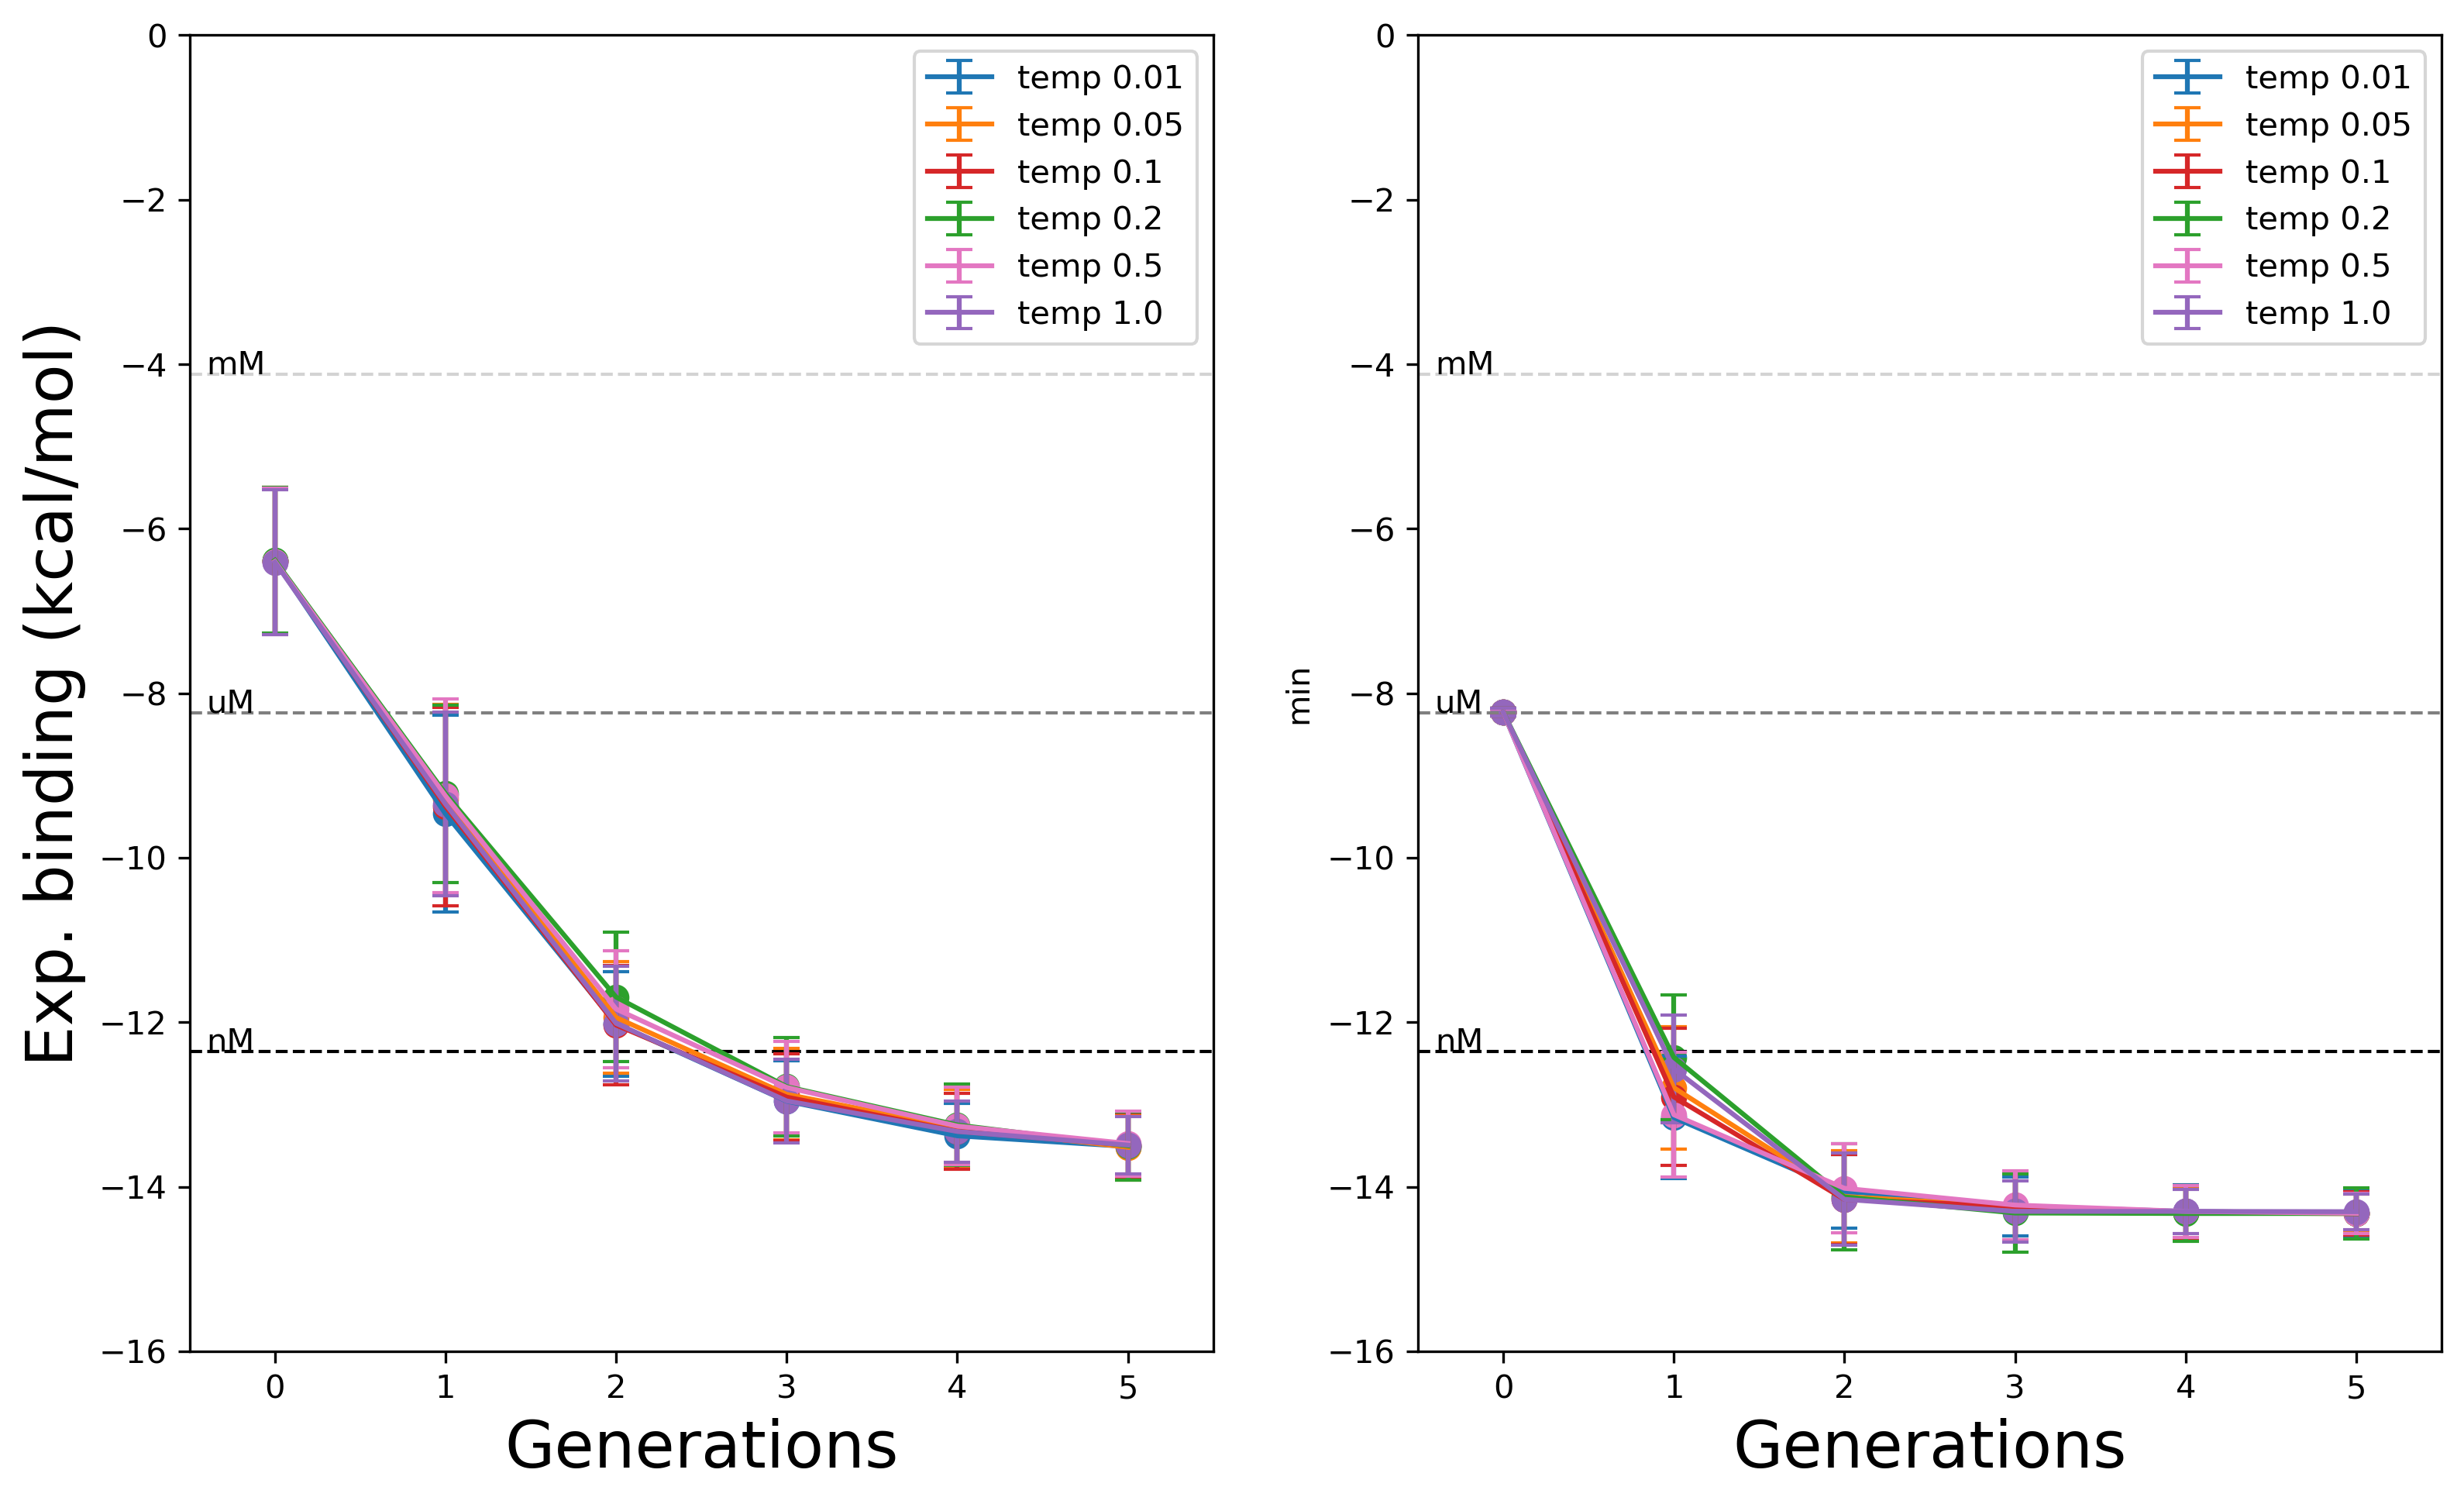 Exp. binding (kcal/mol)
0
−2
−4
−6
−8
−10
−12
−14
−16
mM
uM
nM
temp 0.01
temp 0.05
temp 0.1
temp 0.2
temp 0.5
temp 1.0
0 1 2 3 4 5
Generations
min
0
−2
−4
−6
−8
−10
−12
−14
−16
mM
uM
nM
temp 0.01
temp 0.05
temp 0.1
temp 0.2
temp 0.5
temp 1.0
0 1 2 3 4 5
Generations